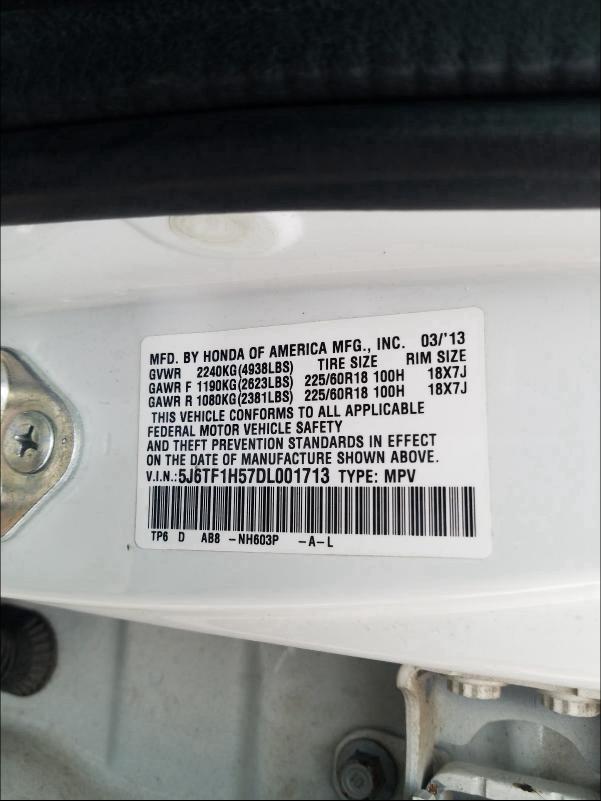 MFD. BY HONDA OF AMERICA MFG., INC. 03/'13
GVWR 2240KG(4938LBS) TIRE SIZE RIM SIZE
GAWR F 1190KG(2623LBS) 225/60R18 100H 18X7J
GAWR R 1080KG(2381LBS) 225/60R18 100H 18X7J
THIS VEHICLE CONFORMS TO ALL APPLICABLE
FEDERAL MOTOR VEHICLE SAFETY
AND THEFT PREVENTION STANDARDS IN EFFECT
ON THE DATE OF MANUFACTURE SHOWN ABOVE.
V.I.N.:5J6TF1H57DL001713 TYPE: MPV
TP6 D AB8 -NH603P -A-L